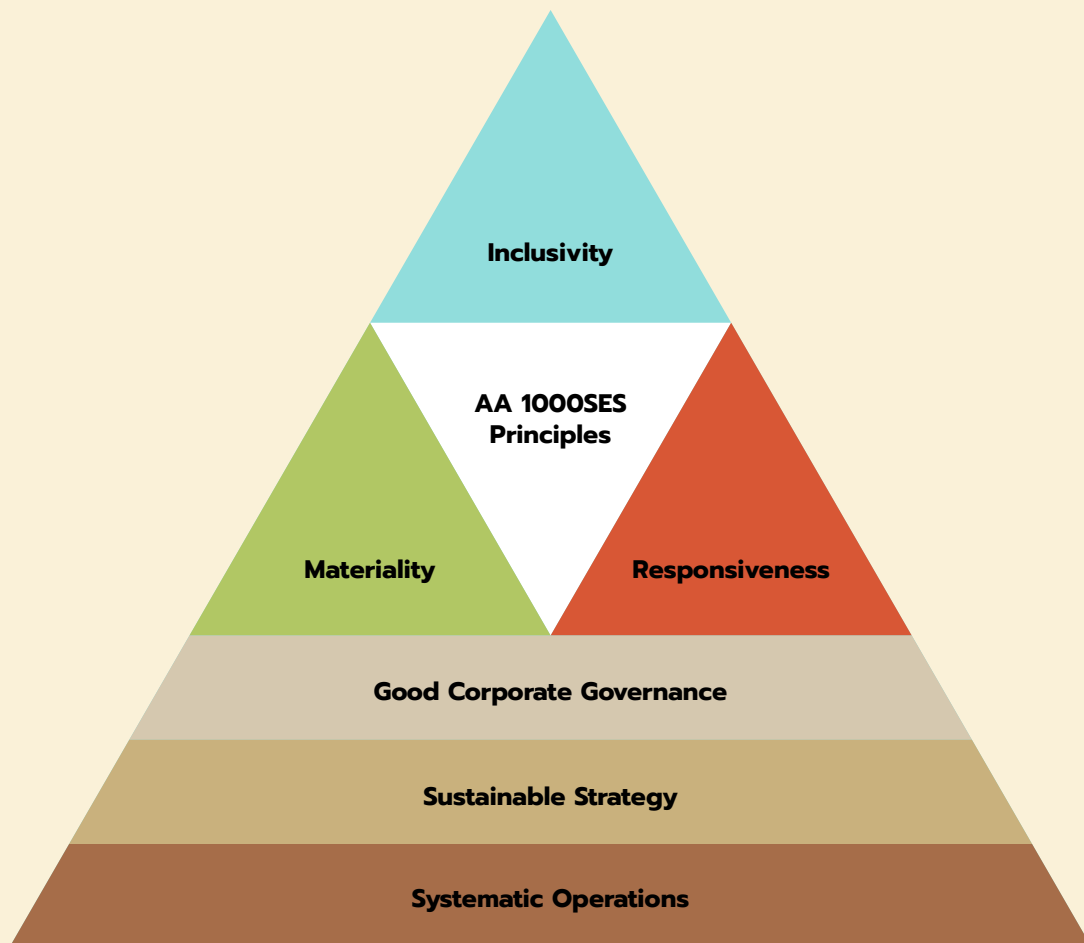 Inclusivity
AA 1000SES
Principles
Materiality
Responsiveness
Good Corporate Governance
Sustainable Strategy
Systematic Operations